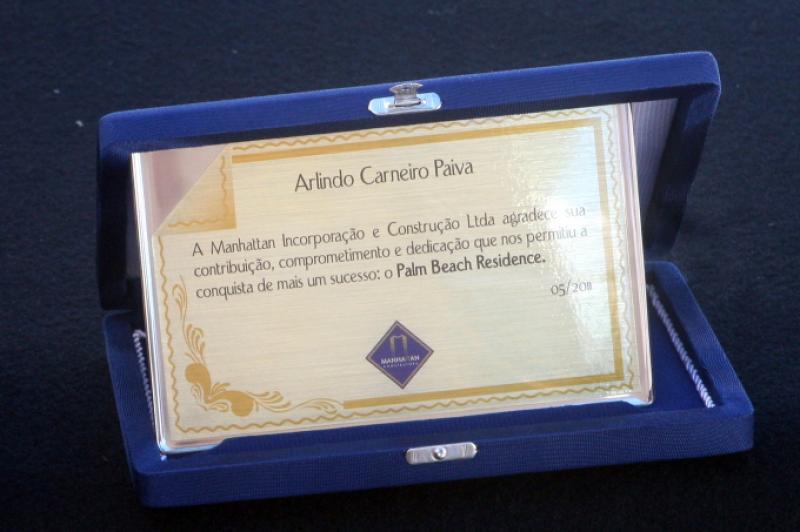 Arlindo Carneiro Paiva
A Manhattan Incorporação e Construção Ltda agradece sua
contribuição, comprometimento e dedicação que nos permitiu a
conquista de mais um sucesso: o Palm Beach Residence.
05/2011
MANHATTAN